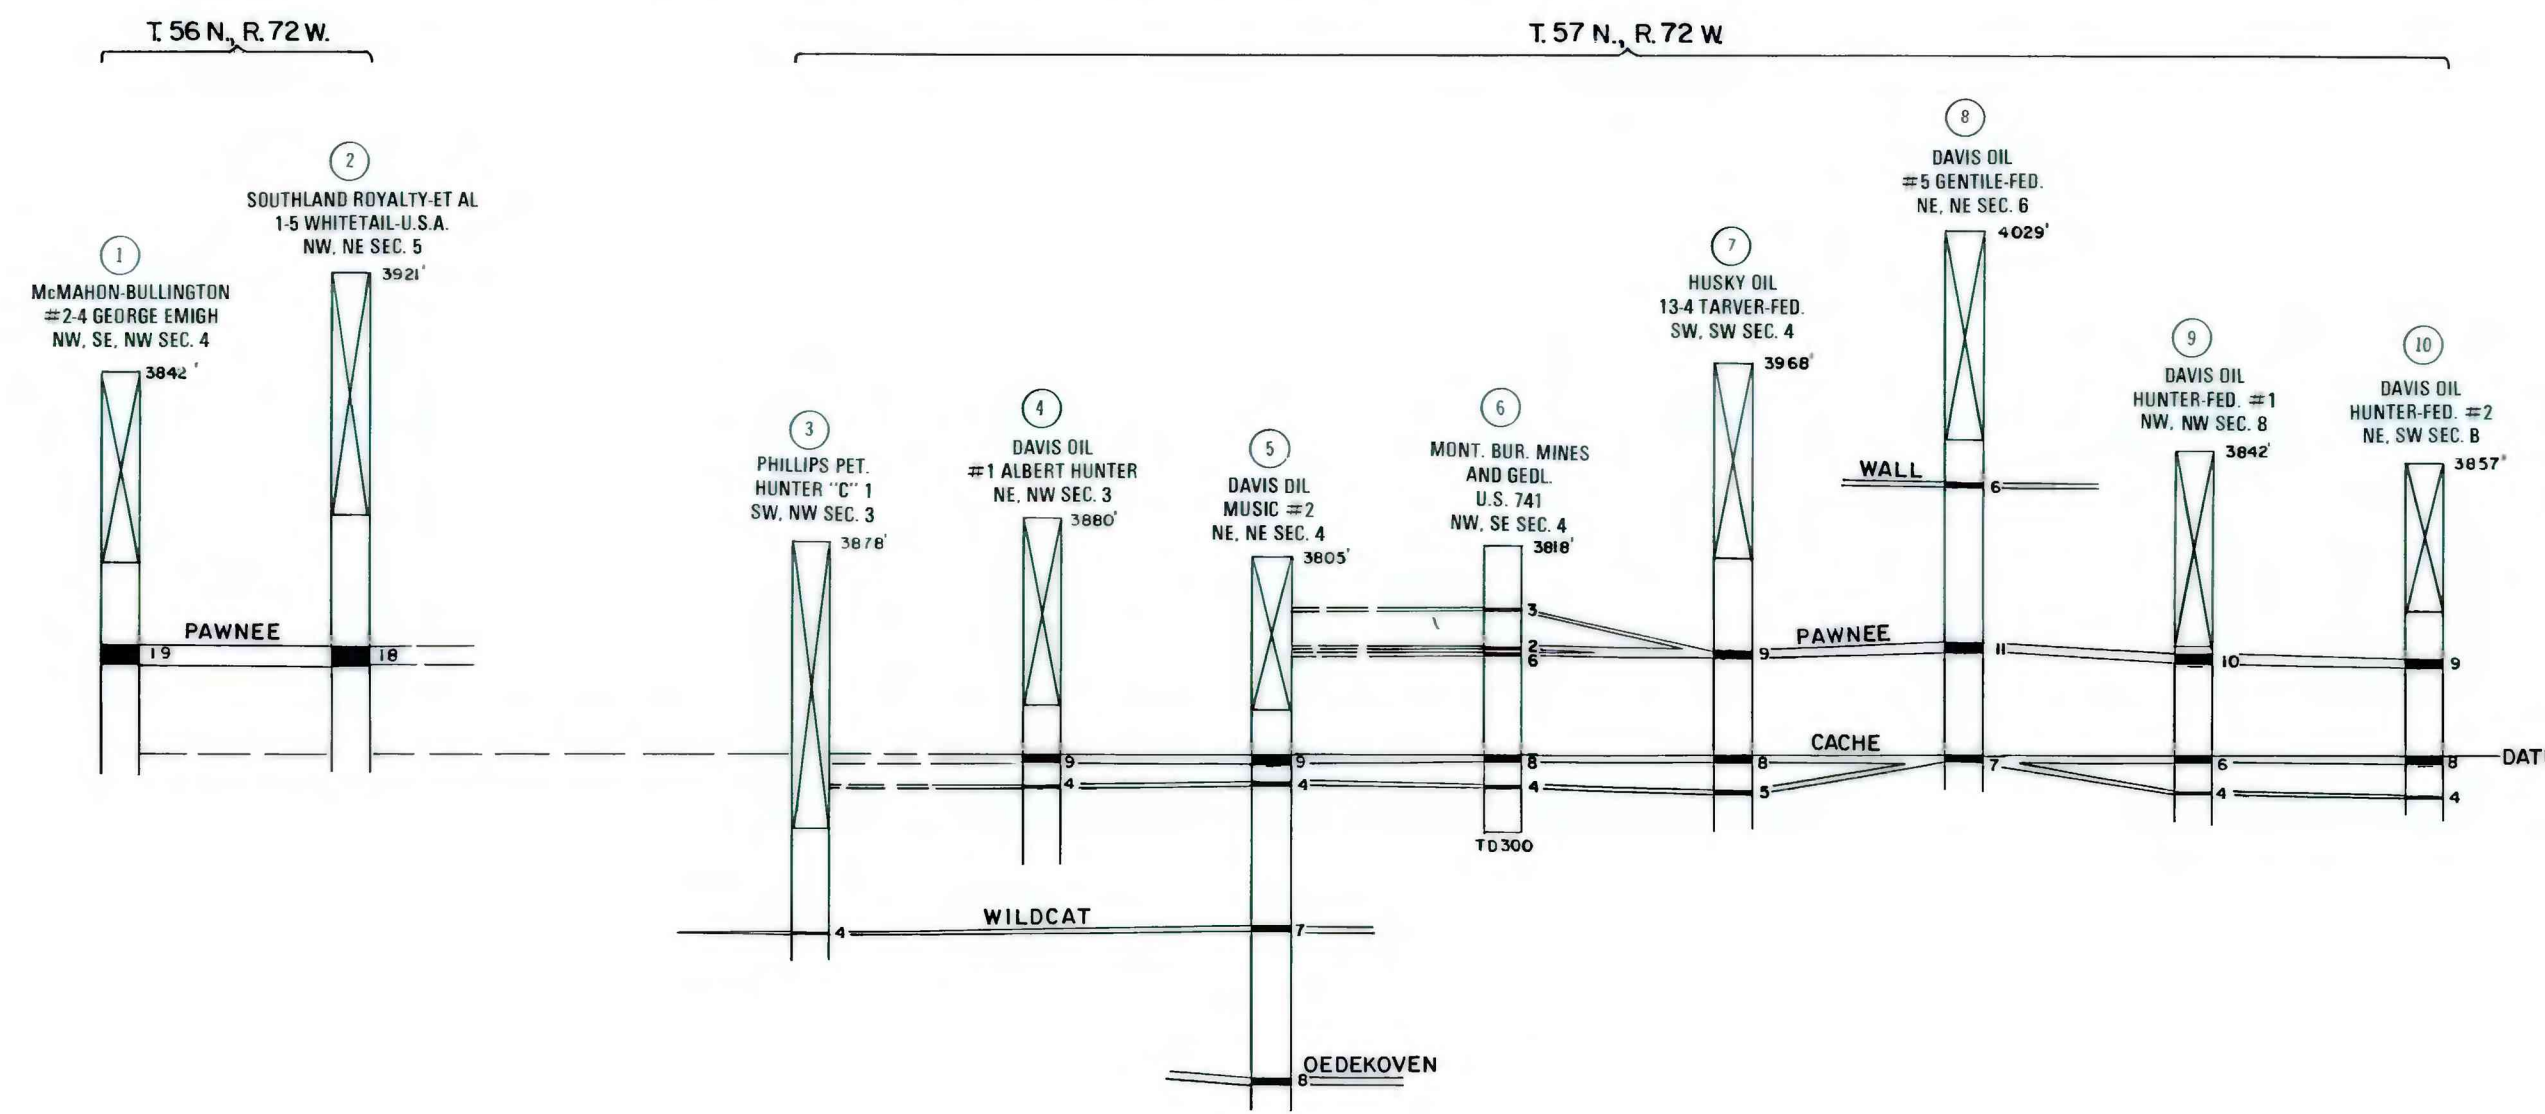 T. 56 N., R. 72 W.
T. 57 N., R. 72 W.
1
McMAHON-BULLINGTON
#2-4 GEORGE EMIGH
NW, SE, NW SEC. 4
3842'
2
SOUTHLAND ROYALTY-ET AL
1-5 WHITETAIL-U.S.A.
NW, NE SEC. 5
3921'
3
PHILLIPS PET.
HUNTER "C" 1
SW, NW SEC. 3
3878'
4
DAVIS OIL
#1 ALBERT HUNTER
NE, NW SEC. 3
3880'
5
DAVIS OIL
MUSIC #2
NE, NE SEC. 4
3805'
6
MONT. BUR. MINES
AND GEOL.
U.S. 741
NW, SE SEC. 4
3818'
7
HUSKY OIL
13-4 TARVER-FED.
SW, SW SEC. 4
3968'
8
DAVIS OIL
#5 GENTILE-FED.
NE, NE SEC. 6
4029'
9
DAVIS OIL
HUNTER-FED. #1
NW, NW SEC. 8
3842'
10
DAVIS OIL
HUNTER-FED. #2
NE, SW SEC. 8
3857'
WALL
6
3
2
6
PAWNEE
19
18
9
PAWNEE
11
10
9
CACHE
9
9
8
8
7
6
8
DAT
4
4
4
5
4
4
TD300
WILDCAT
4
7
OEDEKOVEN
8